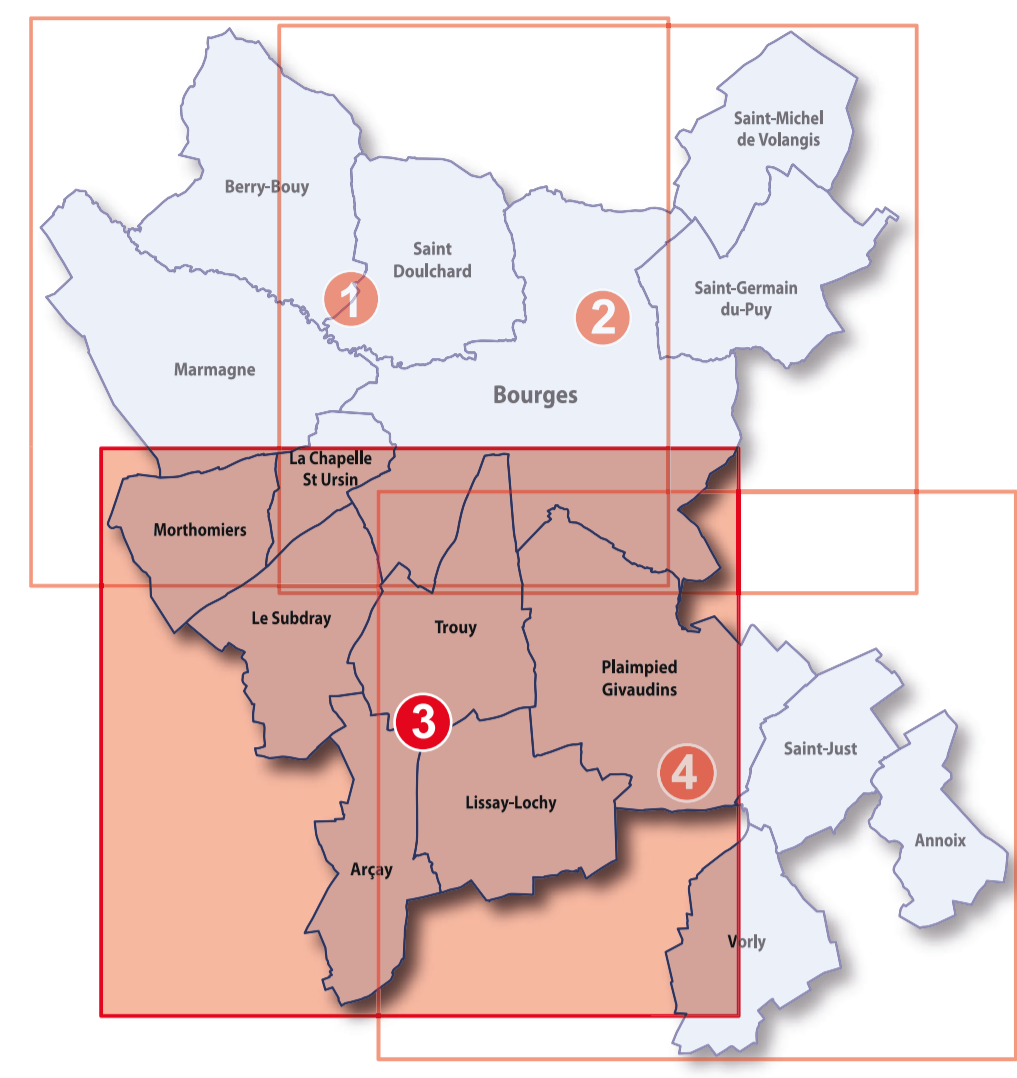 Saint-Michel
de Volangis
Berry-Bouy
Saint
Doulchard
Saint-Germain
du-Puy
1
2
Marmagne
Bourges
La Chapelle
St Ursin
Morthomiers
Le Subdray
Trouy
Plaimpied
Givaudins
3
Saint-Just
4
Lissay-Lochy
Annoix
Arçay
Vorly